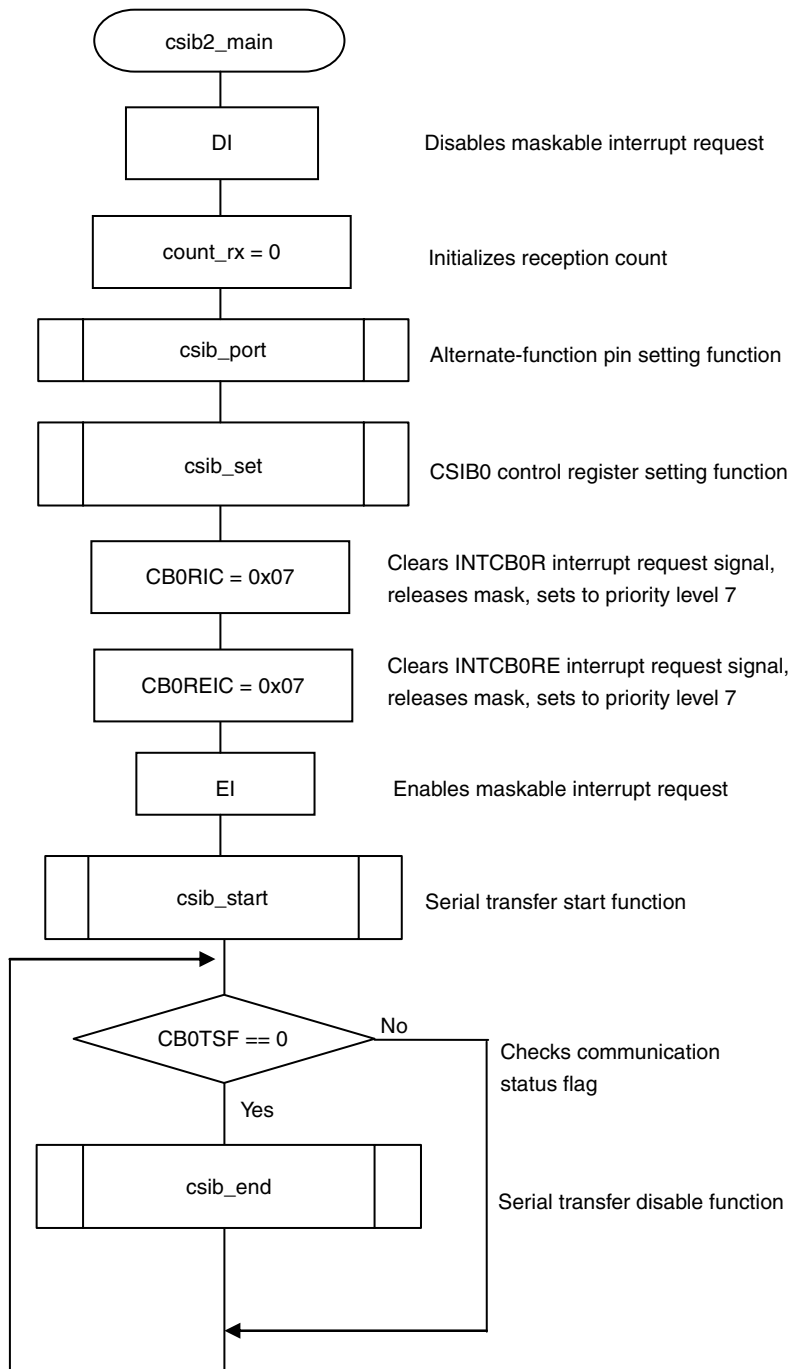 csib2_main
DI
Disables maskable interrupt request
count_rx = 0
Initializes reception count
csib_port
Alternate-function pin setting function
csib_set
CSIB0 control register setting function
CB0RIC = 0x07
Clears INTCB0R interrupt request signal,
releases mask, sets to priority level 7
CB0REIC = 0x07
Clears INTCB0RE interrupt request signal,
releases mask, sets to priority level 7
EI
Enables maskable interrupt request
csib_start
Serial transfer start function
CB0TSF == 0
No
Checks communication
status flag
Yes
csib_end
Serial transfer disable function